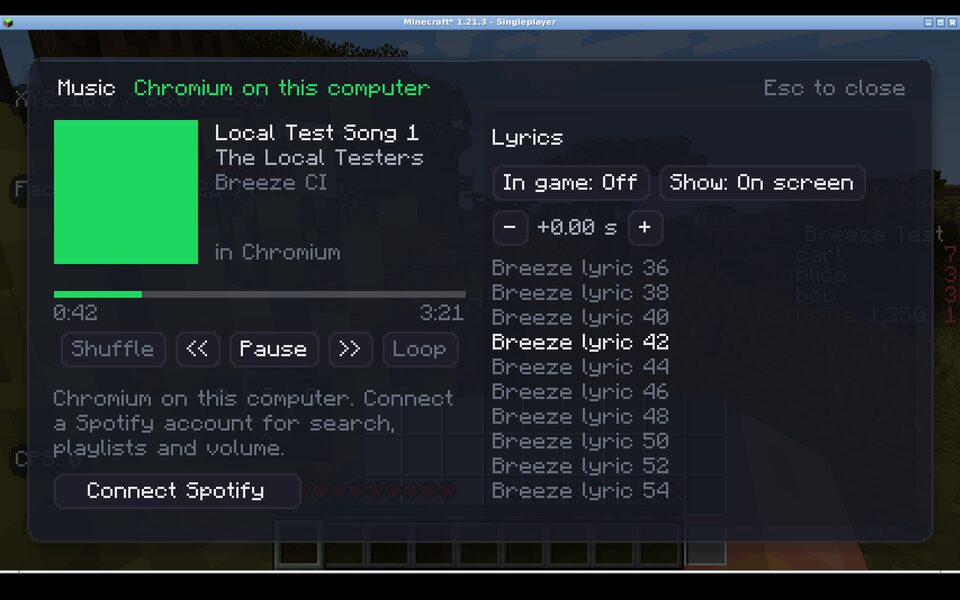 Minecraft* 1.21.3 - Singleplayer
Music Chromium on this computer
Esc to close
Local Test Song 1
The Local Testers
Breeze CI
in Chromium
0:42
3:21
Shuffle << Pause >> Loop
Chromium on this computer. Connect
a Spotify account for search,
playlists and volume.
Connect Spotify
Lyrics
In game: Off Show: On screen
- +0.00 s +
Breeze lyric 36
Breeze lyric 38
Breeze lyric 40
Breeze lyric 42
Breeze lyric 44
Breeze lyric 46
Breeze lyric 48
Breeze lyric 50
Breeze lyric 52
Breeze lyric 54
Breeze Test
carl 7
Alice 3
bob 3
Coins: 1,250 1